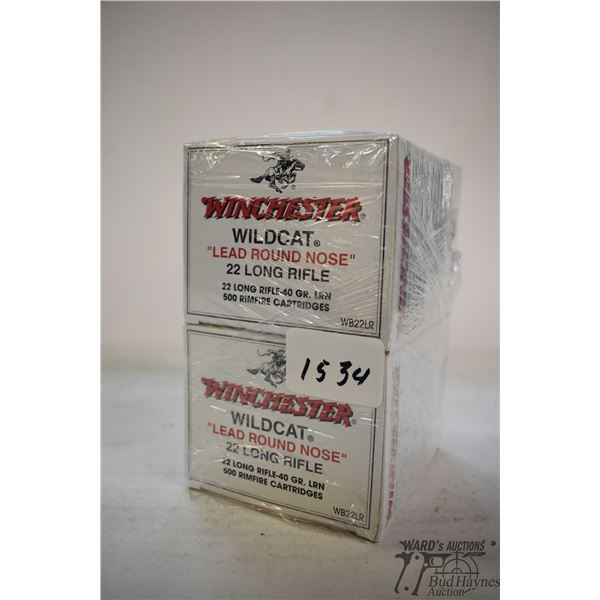 WINCHESTER®
WILDCAT®
"LEAD ROUND NOSE"
22 LONG RIFLE
22 LONG RIFLE-40 GR. LRN
500 RIMFIRE CARTRIDGES
WB22LR
1534
WINCHESTER®
WILDCAT®
"LEAD ROUND NOSE"
22 LONG RIFLE
22 LONG RIFLE-40 GR. LRN
500 RIMFIRE CARTRIDGES
WB22LR
WARD's AUCTIONS
Bud Haynes
Auction